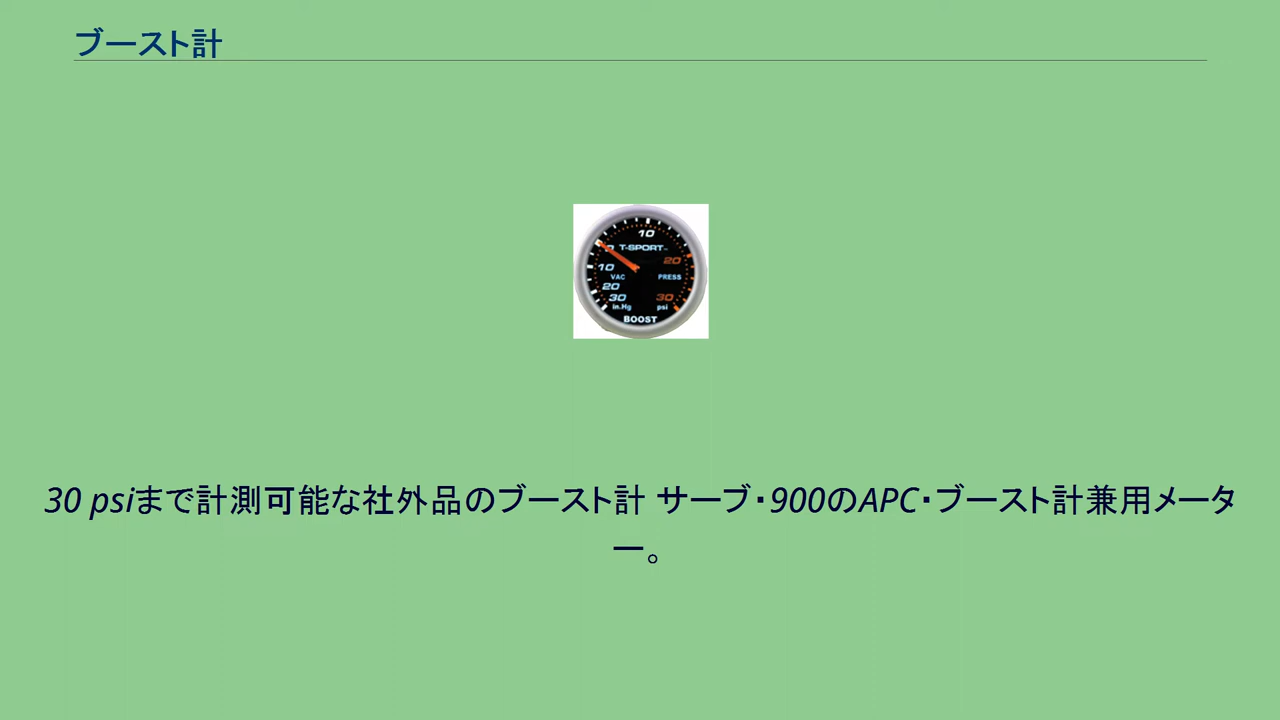 ブースト計
10
0 T-SPORT
20
10
VAC PRESS
20
30 30
in.Hg psi
BOOST
30 psiまで計測可能な社外品のブースト計 サーブ・900のAPC・ブースト計兼用メータ
ー。